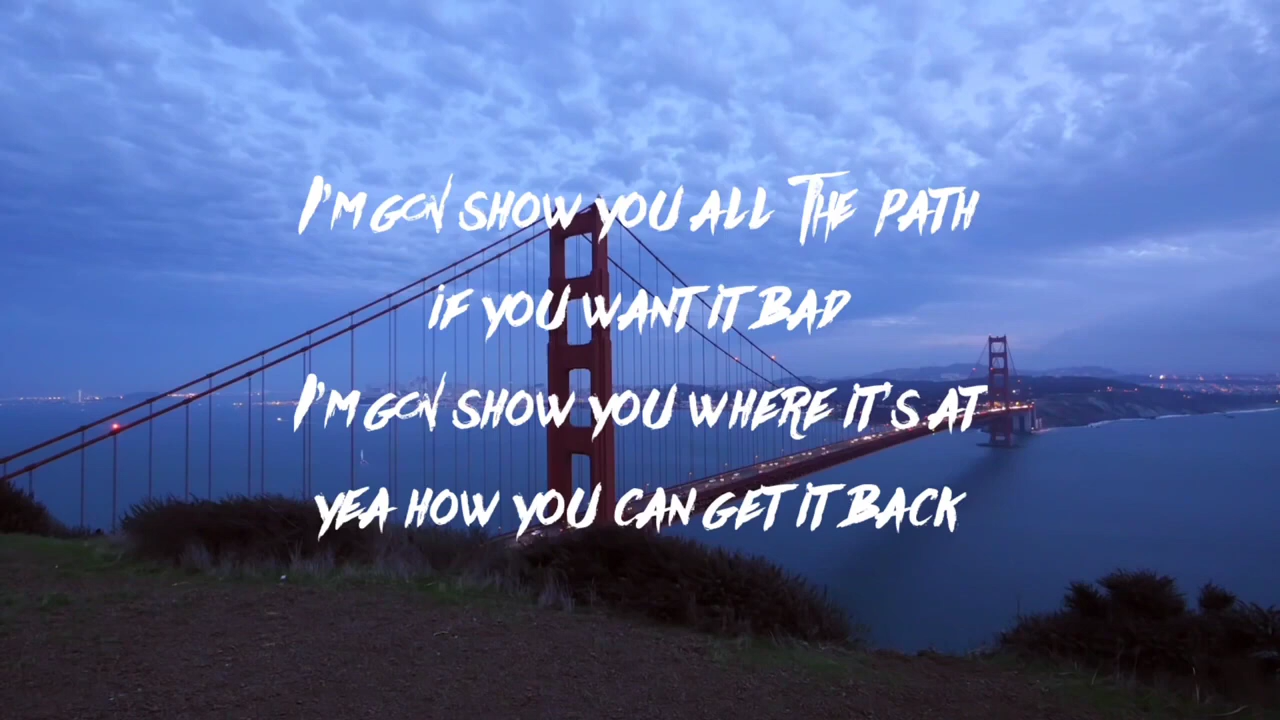 I'M GON SHOW YOU ALL THE PATH
IF YOU WANT IT BAD
I'M GON SHOW YOU WHERE IT'S AT
YEA HOW YOU CAN GET IT BACK